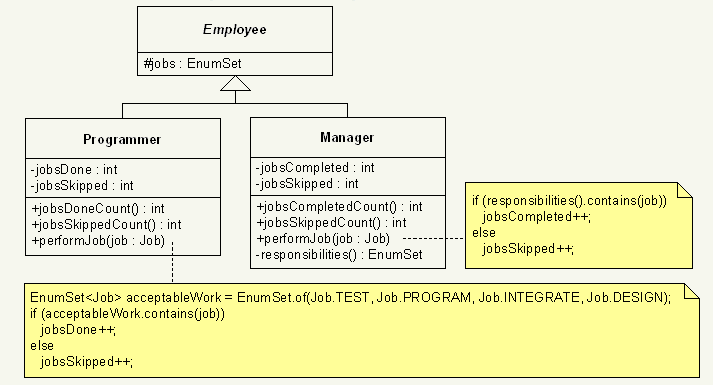 Employee
#jobs : EnumSet
Programmer
-jobsDone : int
-jobsSkipped : int
+jobsDoneCount() : int
+jobsSkippedCount() : int
+performJob(job : Job)
Manager
-jobsCompleted : int
-jobsSkipped : int
+jobsCompletedCount() : int
+jobsSkippedCount() : int
+performJob(job : Job)
-responsibilities() : EnumSet
if (responsibilities().contains(job))
jobsCompleted++;
else
jobsSkipped++;
EnumSet<Job> acceptableWork = EnumSet.of(Job.TEST, Job.PROGRAM, Job.INTEGRATE, Job.DESIGN);
if (acceptableWork.contains(job))
jobsDone++;
else
jobsSkipped++;